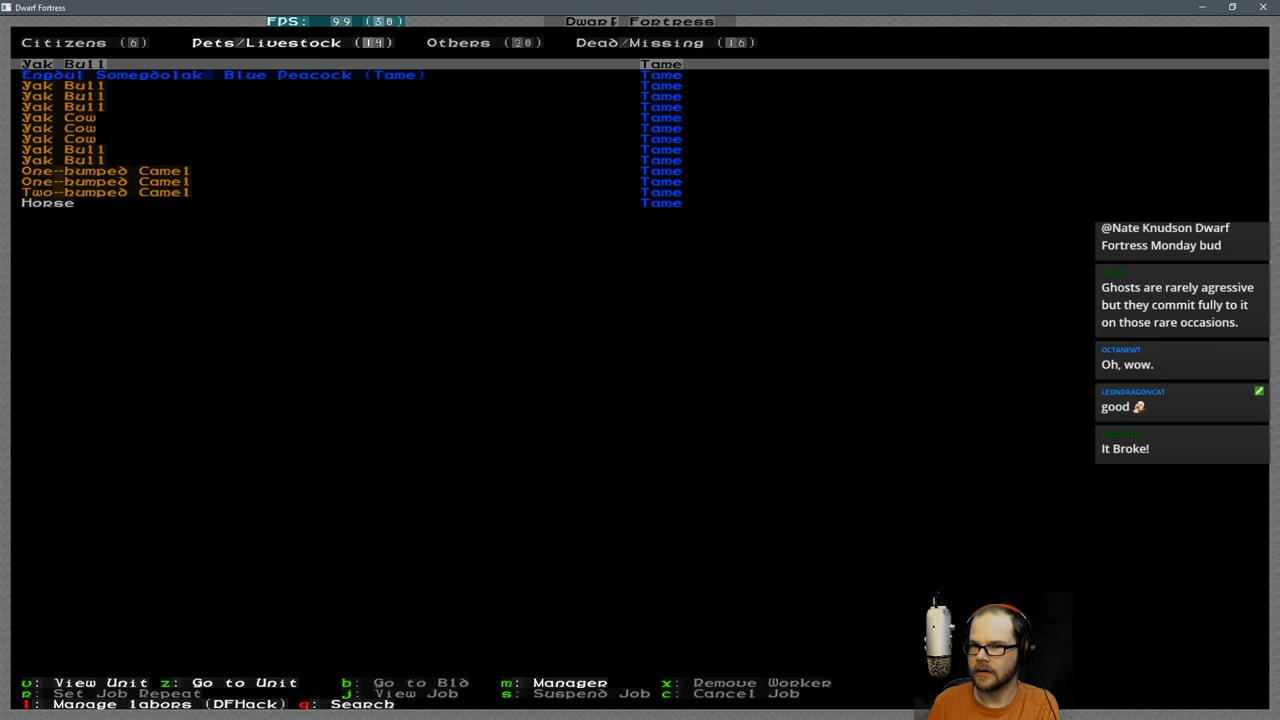 Dwarf Fortress
FPS: 99 (30) Dwarf Fortress
Citizens (6) Pets/Livestock (14) Others (20) Dead/Missing (16)
Yak Bull Tame
Engdul Somegdolak Blue Peacock (Tame) Tame
Yak Bull Tame
Yak Bull Tame
Yak Bull Tame
Yak Cow Tame
Yak Cow Tame
Yak Cow Tame
Yak Bull Tame
Yak Bull Tame
One-humped Camel Tame
One-humped Camel Tame
Two-humped Camel Tame
Horse Tame
@Nate Knudson Dwarf
Fortress Monday bud
Ghosts are rarely agressive
but they commit fully to it
on those rare occasions.
OCTANEWT
Oh, wow.
LEONDRAGONCAT
good
It Broke!
v: View Unit z: Go to Unit b: Go to Bld m: Manager x: Remove Worker
R: Set Job Repeat j: View Job s: Suspend Job c: Cancel Job
l: Manage labors (DFHack) q: Search